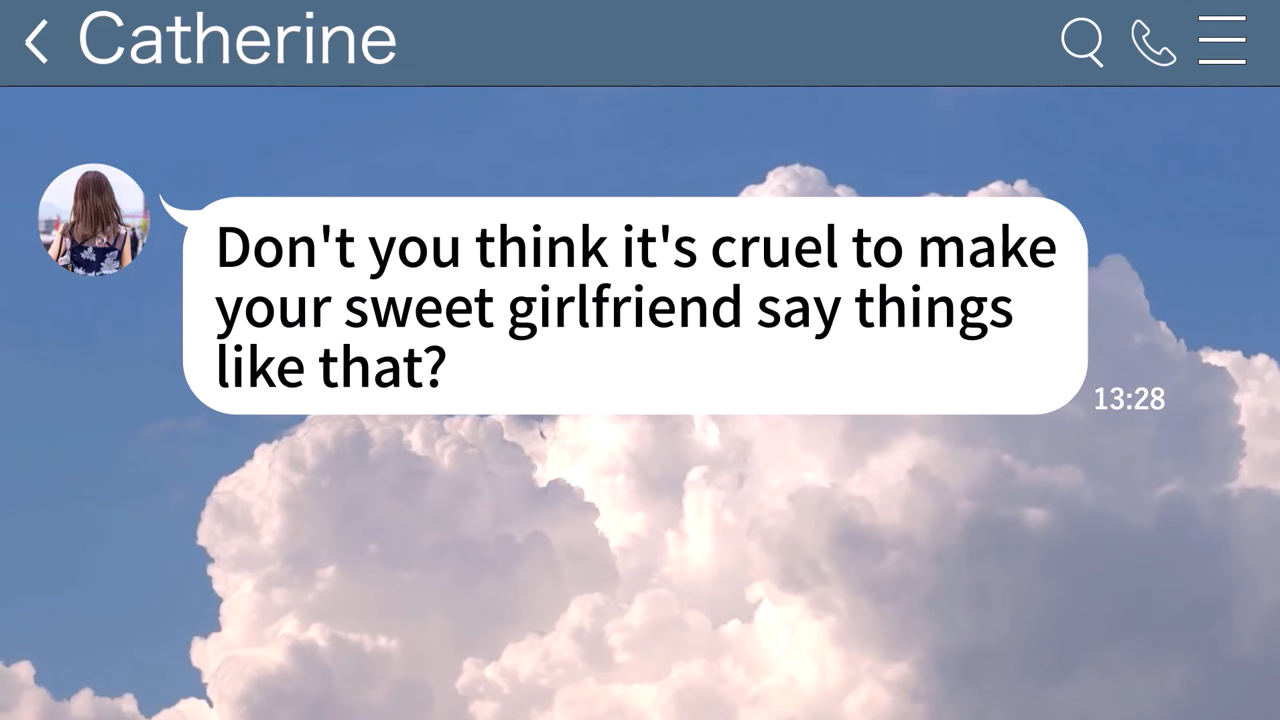 Catherine
Don't you think it's cruel to make
your sweet girlfriend say things
like that?
13:28